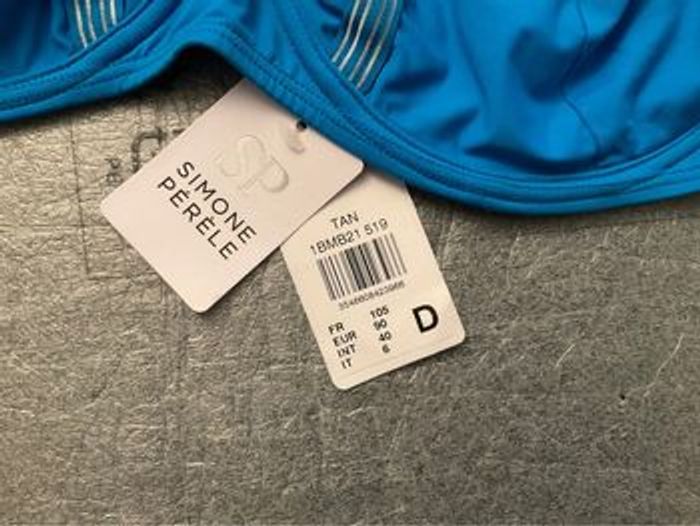 SP
SIMONE
PÉRÈLE
TAN
1BMB21 519
FR 105
EUR 90
INT 40
IT 6
D